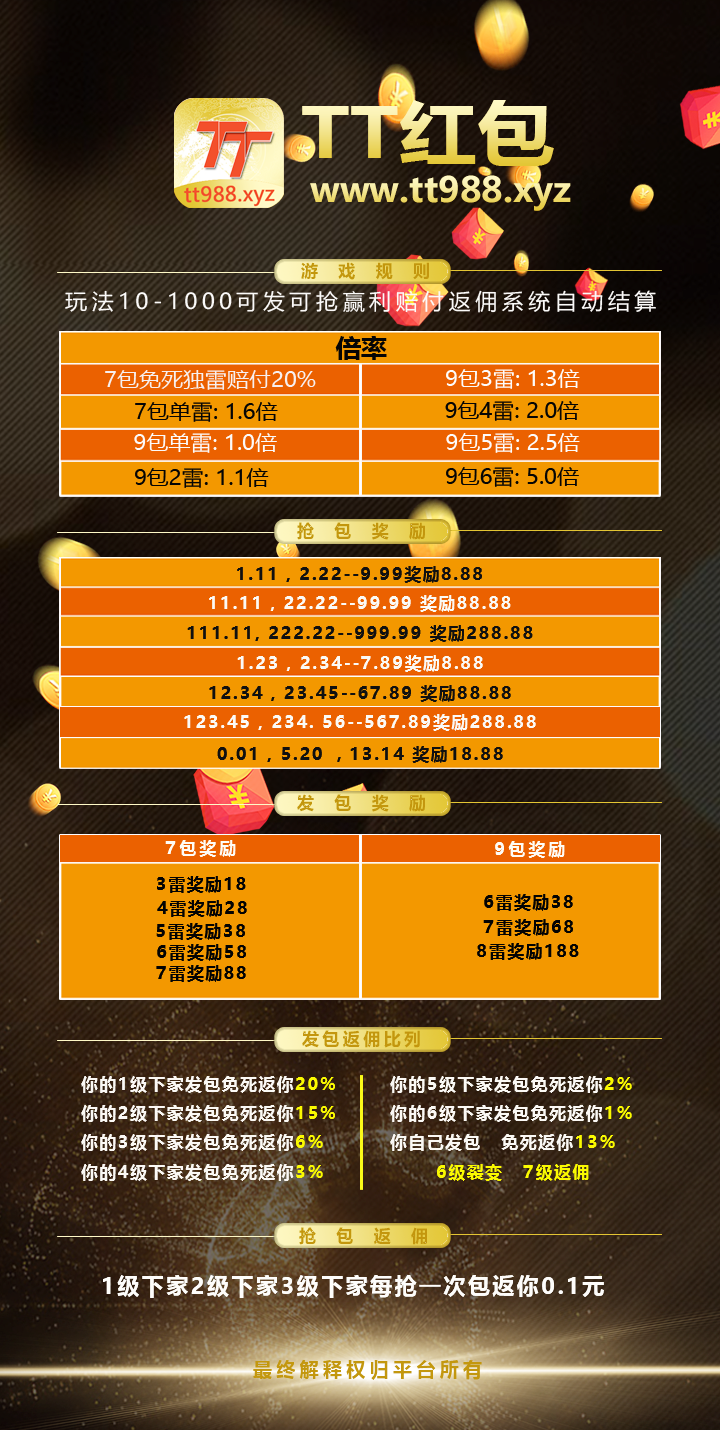 TT
tt988.xyz
TT红包
www.tt988.xyz
游戏规则
玩法10-1000可发可抢赢利赔付返佣系统自动结算
倍率
7包免死独雷赔付20%
9包3雷: 1.3倍
7包单雷: 1.6倍
9包4雷: 2.0倍
9包单雷: 1.0倍
9包5雷: 2.5倍
9包2雷: 1.1倍
9包6雷: 5.0倍
抢包奖励
1.11 , 2.22--9.99奖励8.88
11.11 , 22.22--99.99 奖励88.88
111.11, 222.22--999.99 奖励288.88
1.23 , 2.34--7.89奖励8.88
12.34 , 23.45--67.89 奖励88.88
123.45 , 234. 56--567.89奖励288.88
0.01 , 5.20 , 13.14 奖励18.88
发包奖励
7包奖励
9包奖励
3雷奖励18
4雷奖励28
5雷奖励38
6雷奖励58
7雷奖励88
6雷奖励38
7雷奖励68
8雷奖励188
发包返佣比列
你的1级下家发包免死返你20%
你的2级下家发包免死返你15%
你的3级下家发包免死返你6%
你的4级下家发包免死返你3%
你的5级下家发包免死返你2%
你的6级下家发包免死返你1%
你自己发包 免死返你13%
6级裂变 7级返佣
抢包返佣
1级下家2级下家3级下家每抢一次包返你0.1元
最终解释权归平台所有